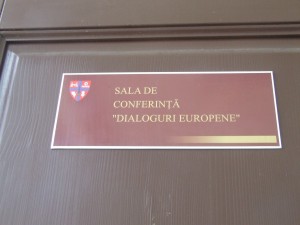 SALA DE
CONFERINȚĂ
"DIALOGURI EUROPENE"